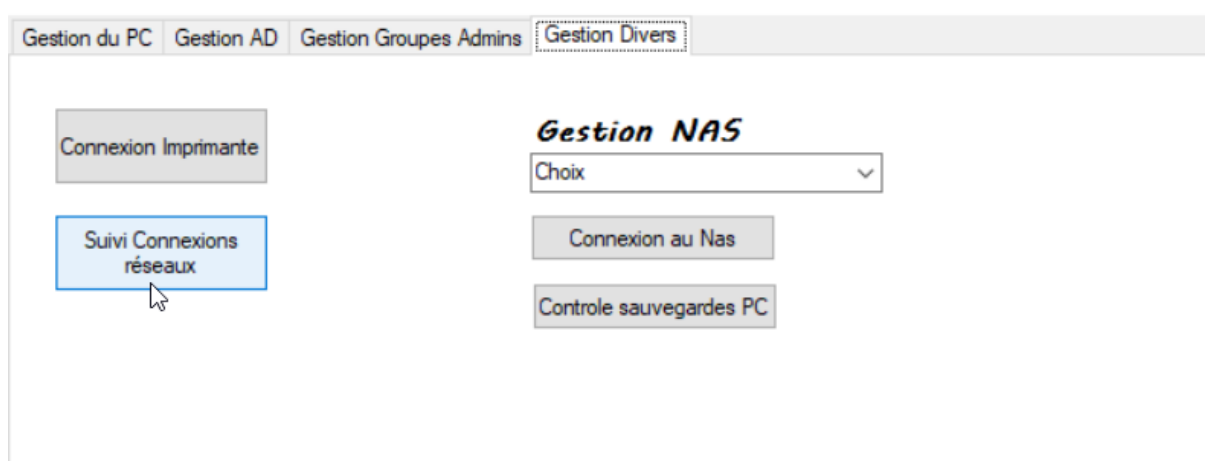 Gestion du PC
Gestion AD
Gestion Groupes Admins
Gestion Divers
Connexion Imprimante
Suivi Connexions
réseaux
Gestion NAS
Choix
Connexion au Nas
Controle sauvegardes PC